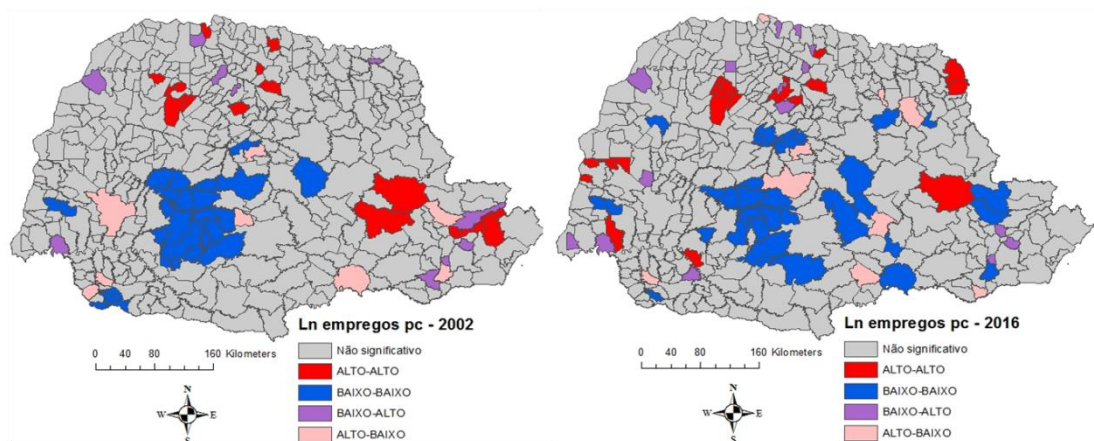 Ln empregos pc - 2002
0 40 80 160 Kilometers
N
W E
S
Não significativo
ALTO-ALTO
BAIXO-BAIXO
BAIXO-ALTO
ALTO-BAIXO
Ln empregos pc - 2016
0 40 80 160 Kilometers
N
W E
S
Não significativo
ALTO-ALTO
BAIXO-BAIXO
BAIXO-ALTO
ALTO-BAIXO